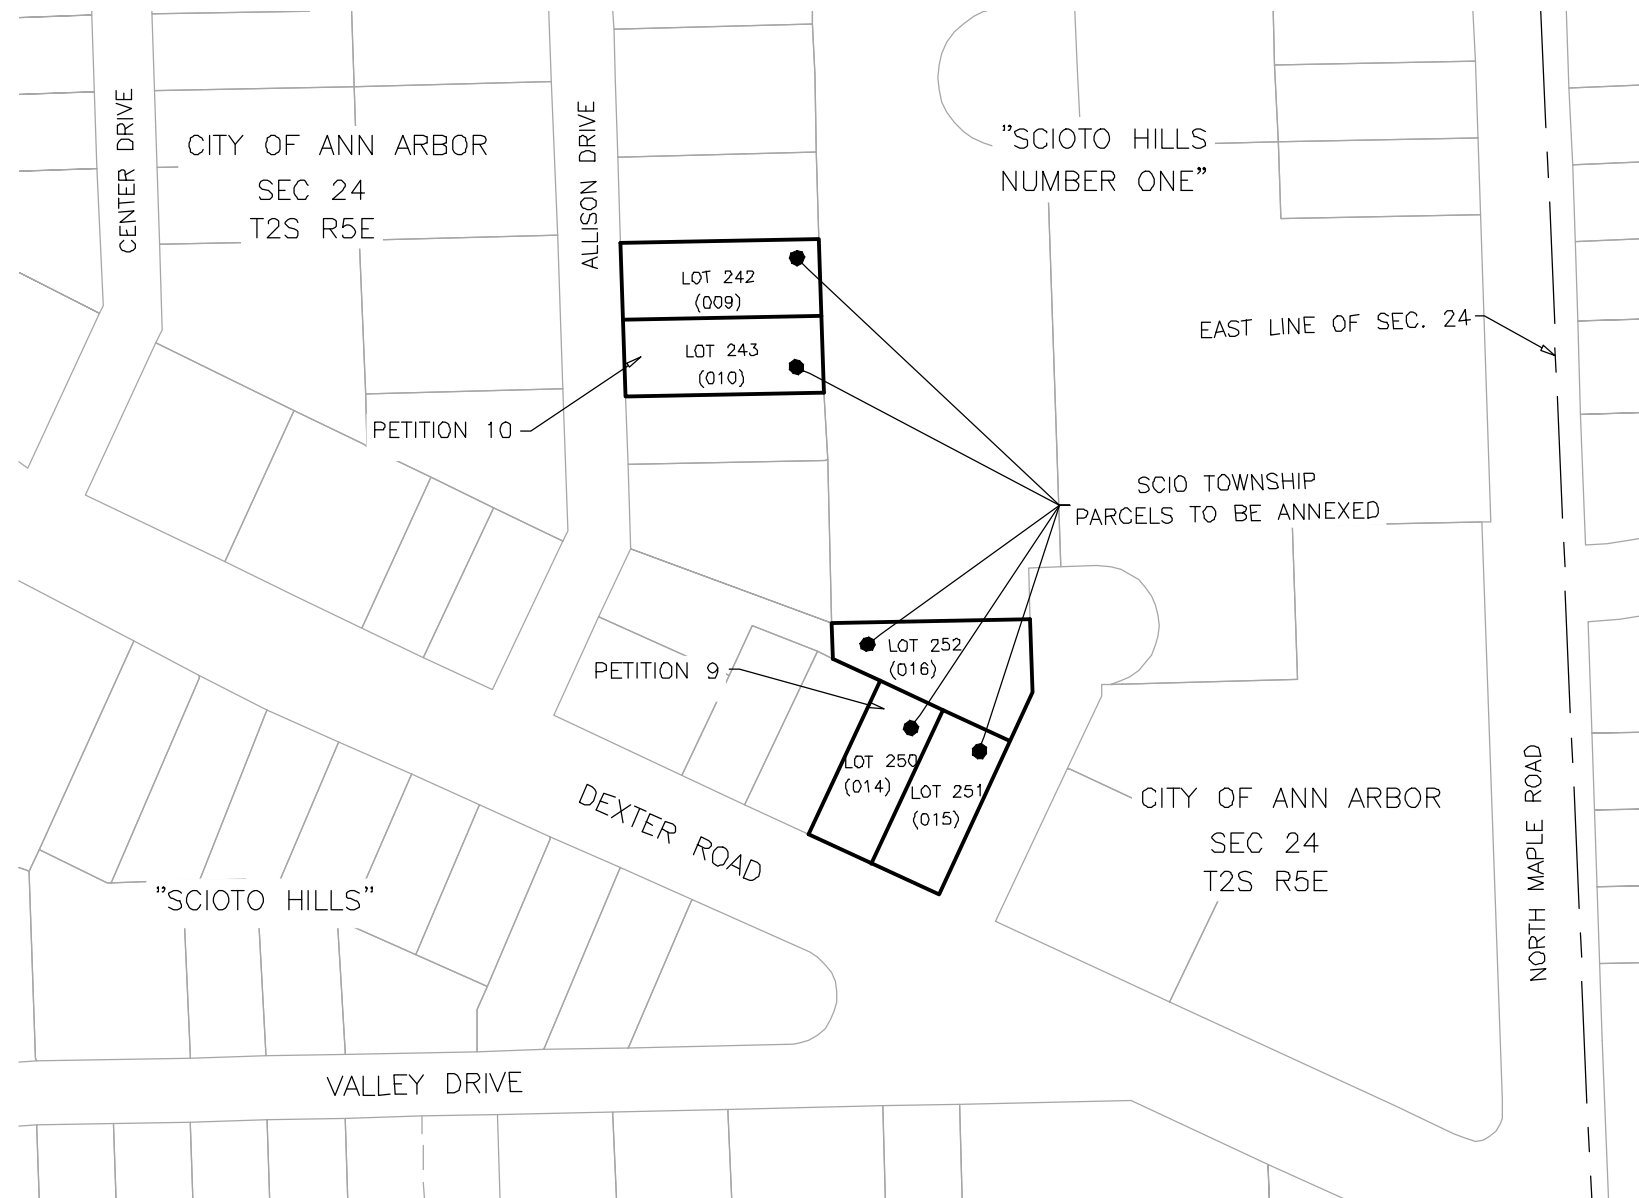 CENTER DRIVE
CITY OF ANN ARBOR
SEC 24
T2S R5E
ALLISON DRIVE
"SCIOTO HILLS
NUMBER ONE"
LOT 242
(009)
LOT 243
(010)
EAST LINE OF SEC. 24
PETITION 10
SCIO TOWNSHIP
PARCELS TO BE ANNEXED
LOT 252
(016)
PETITION 9
LOT 250
(014)
LOT 251
(015)
DEXTER ROAD
CITY OF ANN ARBOR
SEC 24
T2S R5E
NORTH MAPLE ROAD
"SCIOTO HILLS"
VALLEY DRIVE